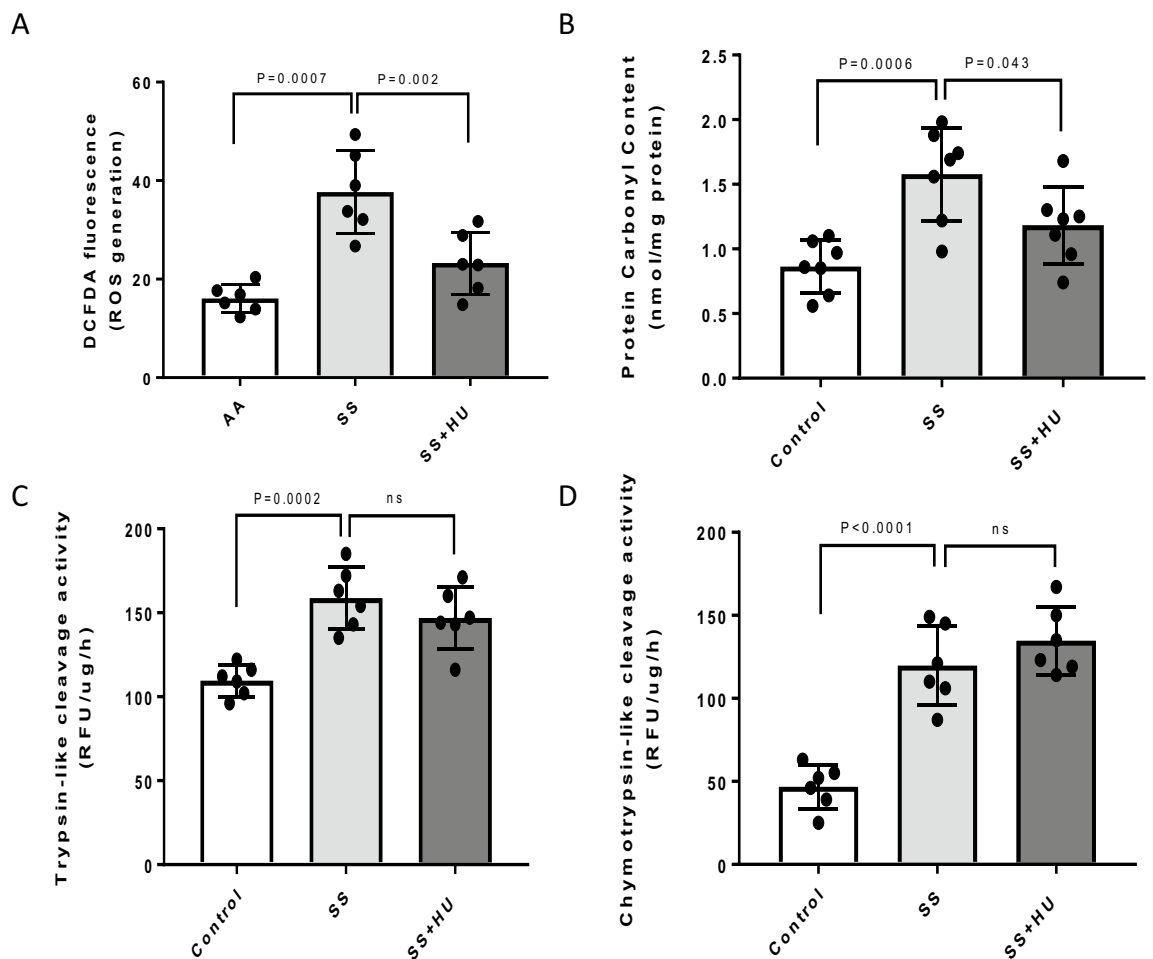 A
DCFDA fluorescence
(ROS generation)
60
40
20
0
P=0.0007
P=0.002
AA
SS
SS+HU
B
Protein Carbonyl Content
(nmol/mg protein)
2.5
2.0
1.5
1.0
0.5
0.0
P=0.0006
P=0.043
Control
SS
SS+HU
C
Trypsin-like cleavage activity
(RFU/ug/h)
200
150
100
50
0
P=0.0002
ns
Control
SS
SS+HU
D
Chymotrypsin-like cleavage activity
(RFU/ug/h)
200
150
100
50
0
P<0.0001
ns
Control
SS
SS+HU